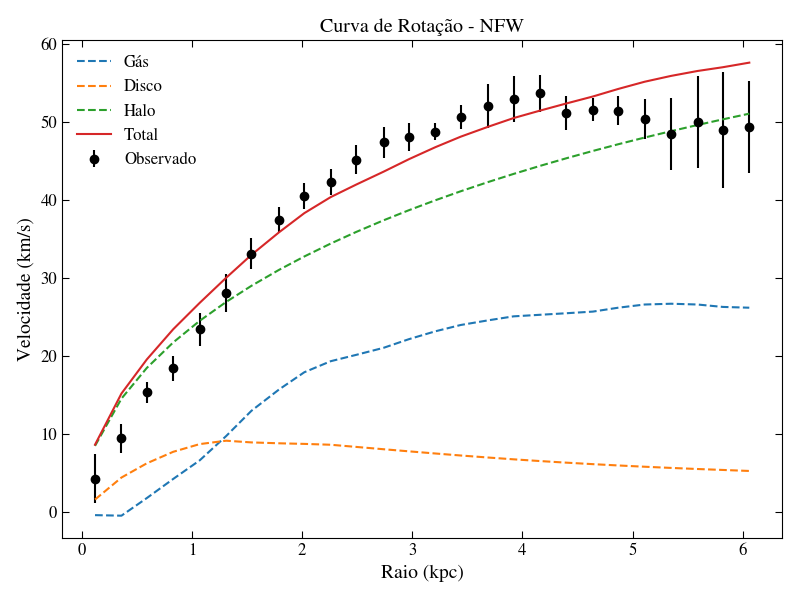 Curva de Rotação - NFW
Gás
Disco
Halo
Total
Observado
Velocidade (km/s)
60
50
40
30
20
10
0
0 1 2 3 4 5 6
Raio (kpc)